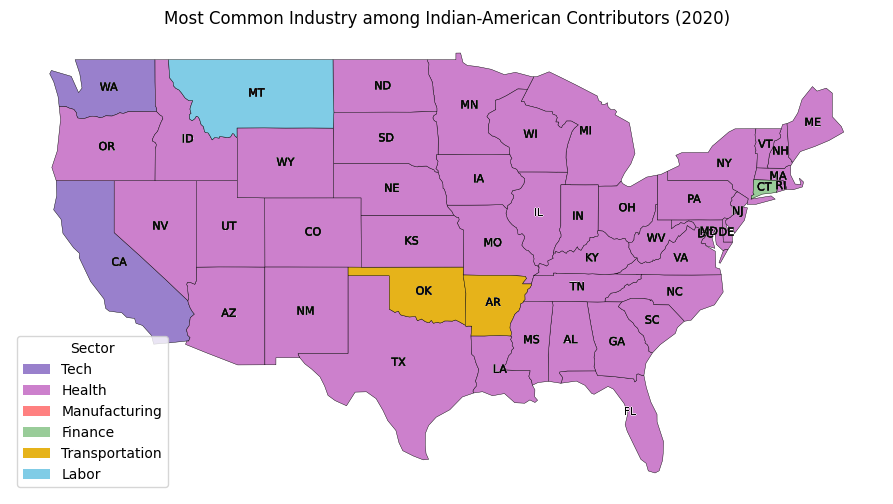 Most Common Industry among Indian-American Contributors (2020)
WA
MT
ND
MN
ME
OR
ID
SD
WI
MI
VT
NH
WY
NY
MA
NE
IA
CT
RI
PA
NV
UT
CO
IL
IN
OH
NJ
KS
MO
WV
MD
DE
CA
KY
VA
OK
AR
TN
NC
AZ
NM
SC
MS
AL
GA
TX
LA
FL
Sector
Tech
Health
Manufacturing
Finance
Transportation
Labor